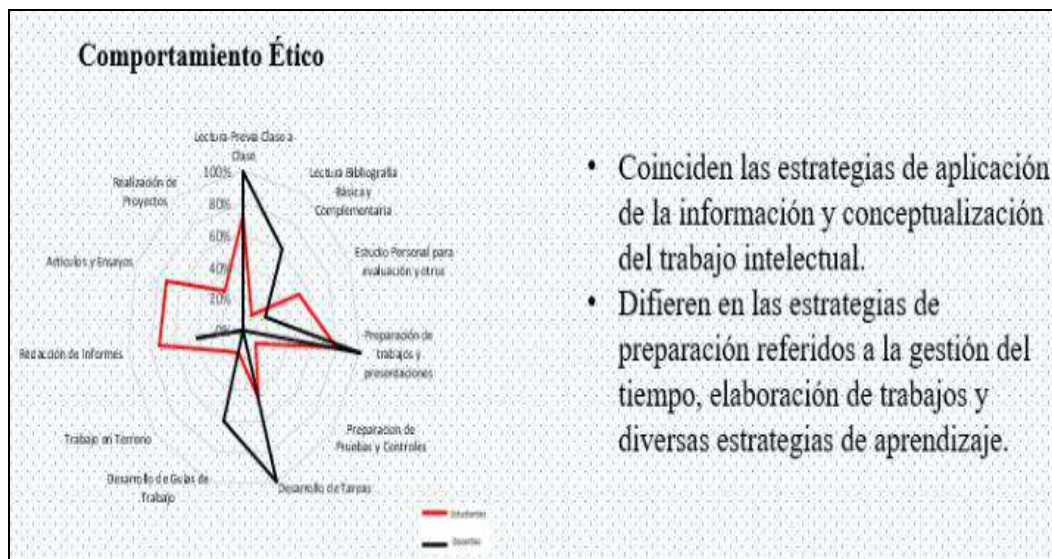 Comportamiento Ético
Lectura Previa Clase a
Clase
Lectura Bibliografía
Básica y
Complementaria
Estudio Personal para
evaluación y otros
Preparación de
trabajos y
presentaciones
Preparacion de
Pruebas y Controles
Desarrollo de Tareas
Desarrollo de Guías de
Trabajo
Trabajo en Terreno
Redacción de Informes
Articulos y Ensayos
Realización de
Proyectos
100%
80%
60%
40%
20%
0%
Estudiantes
Docentes
• Coinciden las estrategias de aplicación
de la información y conceptualización
del trabajo intelectual.
• Difieren en las estrategias de
preparación referidos a la gestión del
tiempo, elaboración de trabajos y
diversas estrategias de aprendizaje.